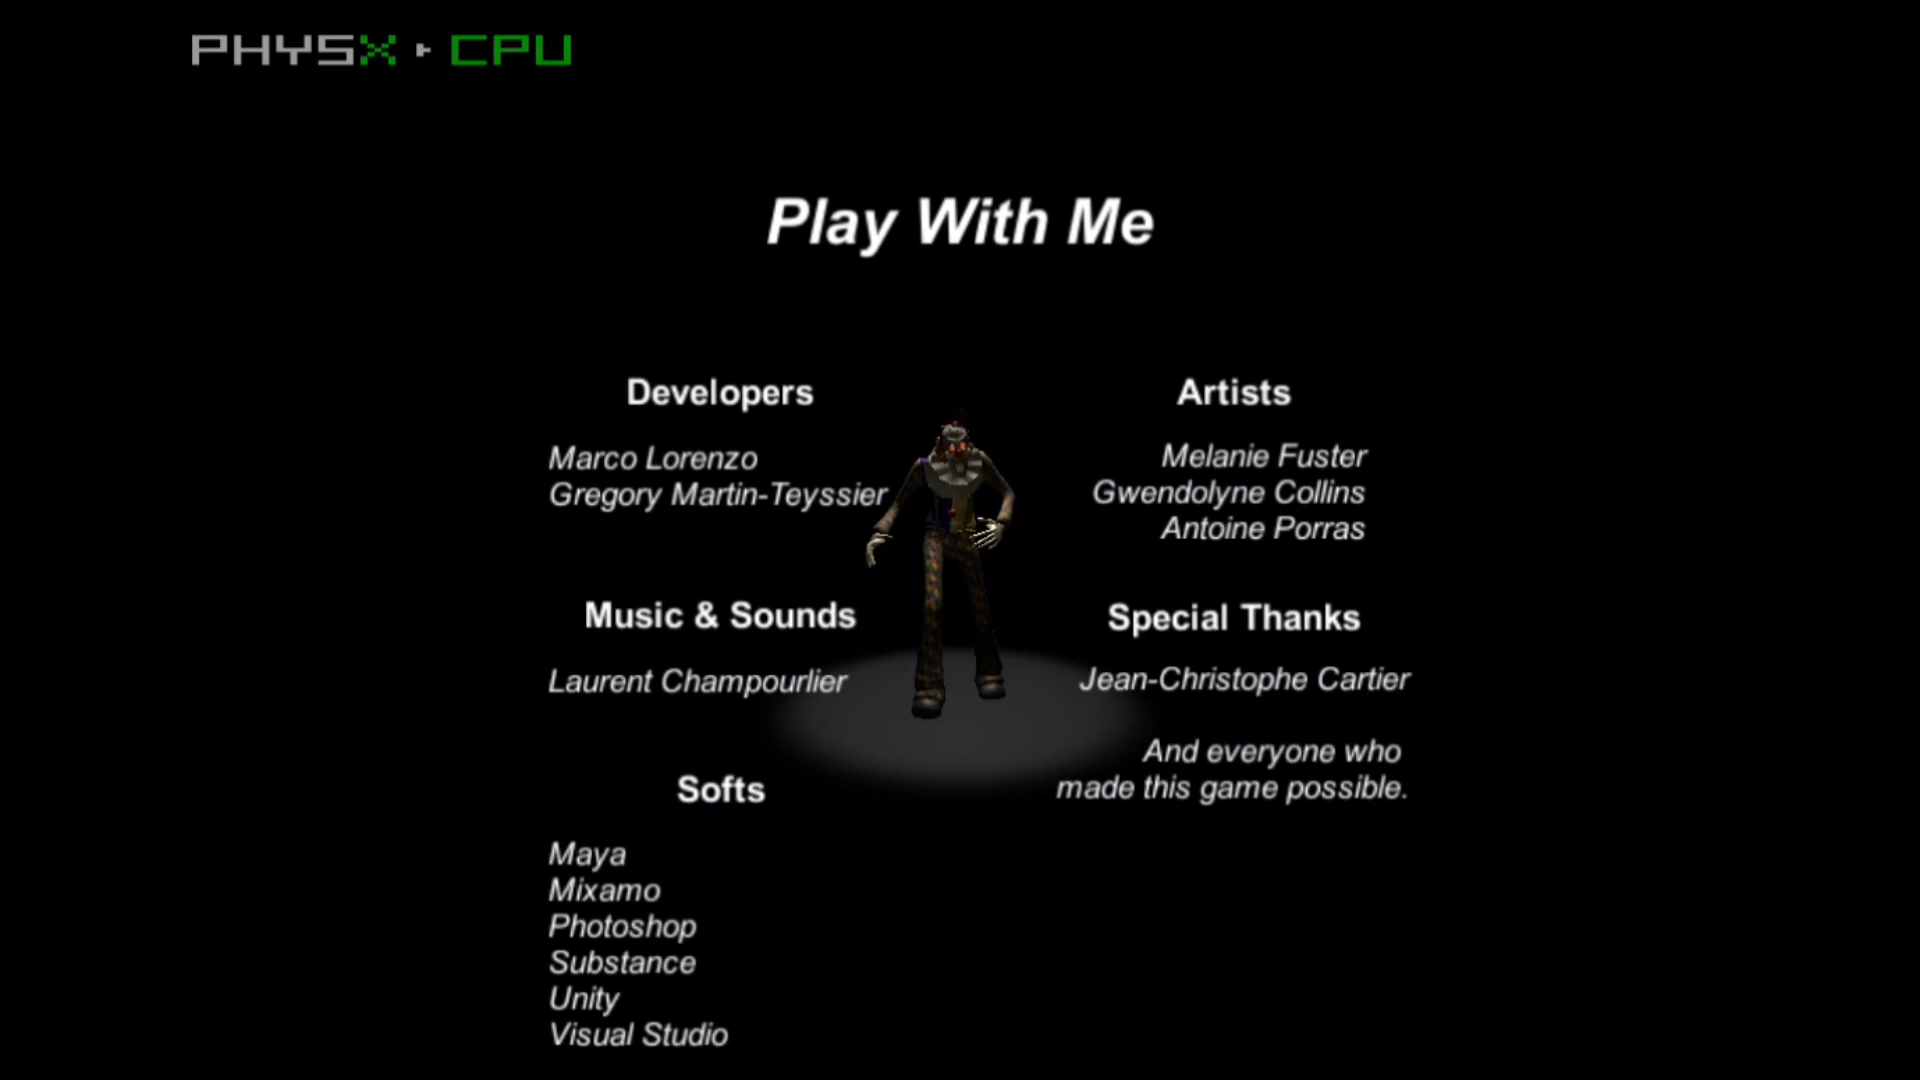 PHYSX ▸ CPU
Play With Me
Developers
Marco Lorenzo
Gregory Martin-Teyssier
Artists
Melanie Fuster
Gwendolyne Collins
Antoine Porras
Music & Sounds
Laurent Champourlier
Special Thanks
Jean-Christophe Cartier
And everyone who
made this game possible.
Softs
Maya
Mixamo
Photoshop
Substance
Unity
Visual Studio